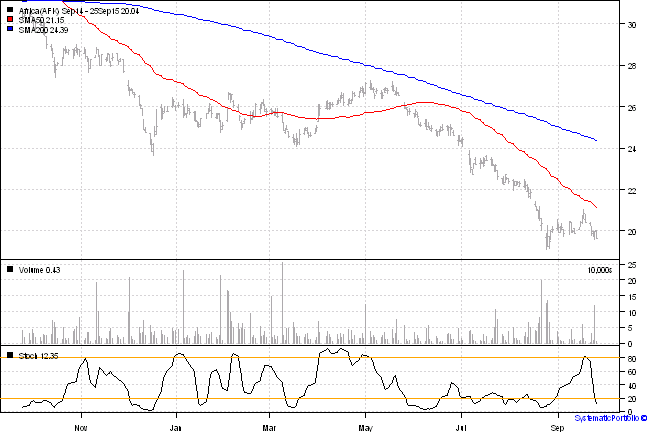 Africa(AFK) Sep14 - 25Sep15 20.04
SMA50 21.15
SMA200 24.39
30
28
26
24
22
20
Volume 0.43
10,000s
25
20
15
10
5
0
Stoch 12.35
80
60
40
20
0
Nov
Jan
Mar
May
Jul
Sep
SystematicPortfolio ©